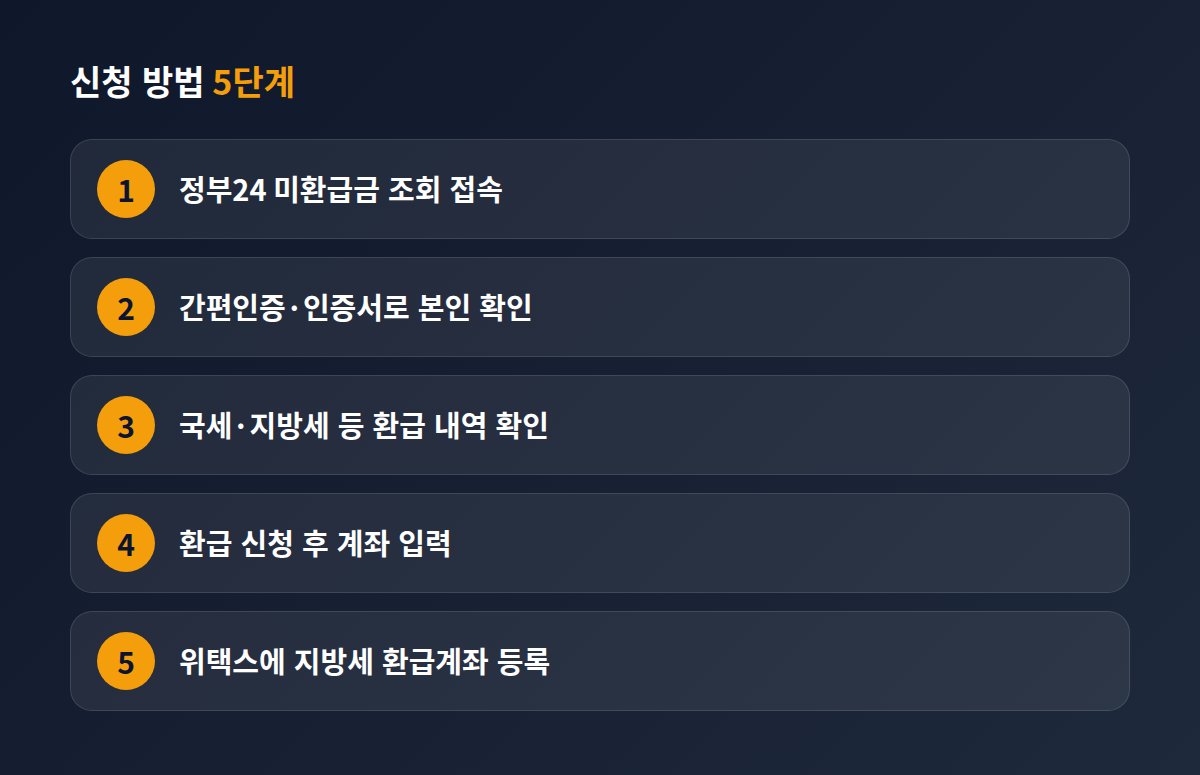 신청 방법 5단계
1 정부24 미환급금 조회 접속
2 간편인증·인증서로 본인 확인
3 국세·지방세 등 환급 내역 확인
4 환급 신청 후 계좌 입력
5 위택스에 지방세 환급계좌 등록